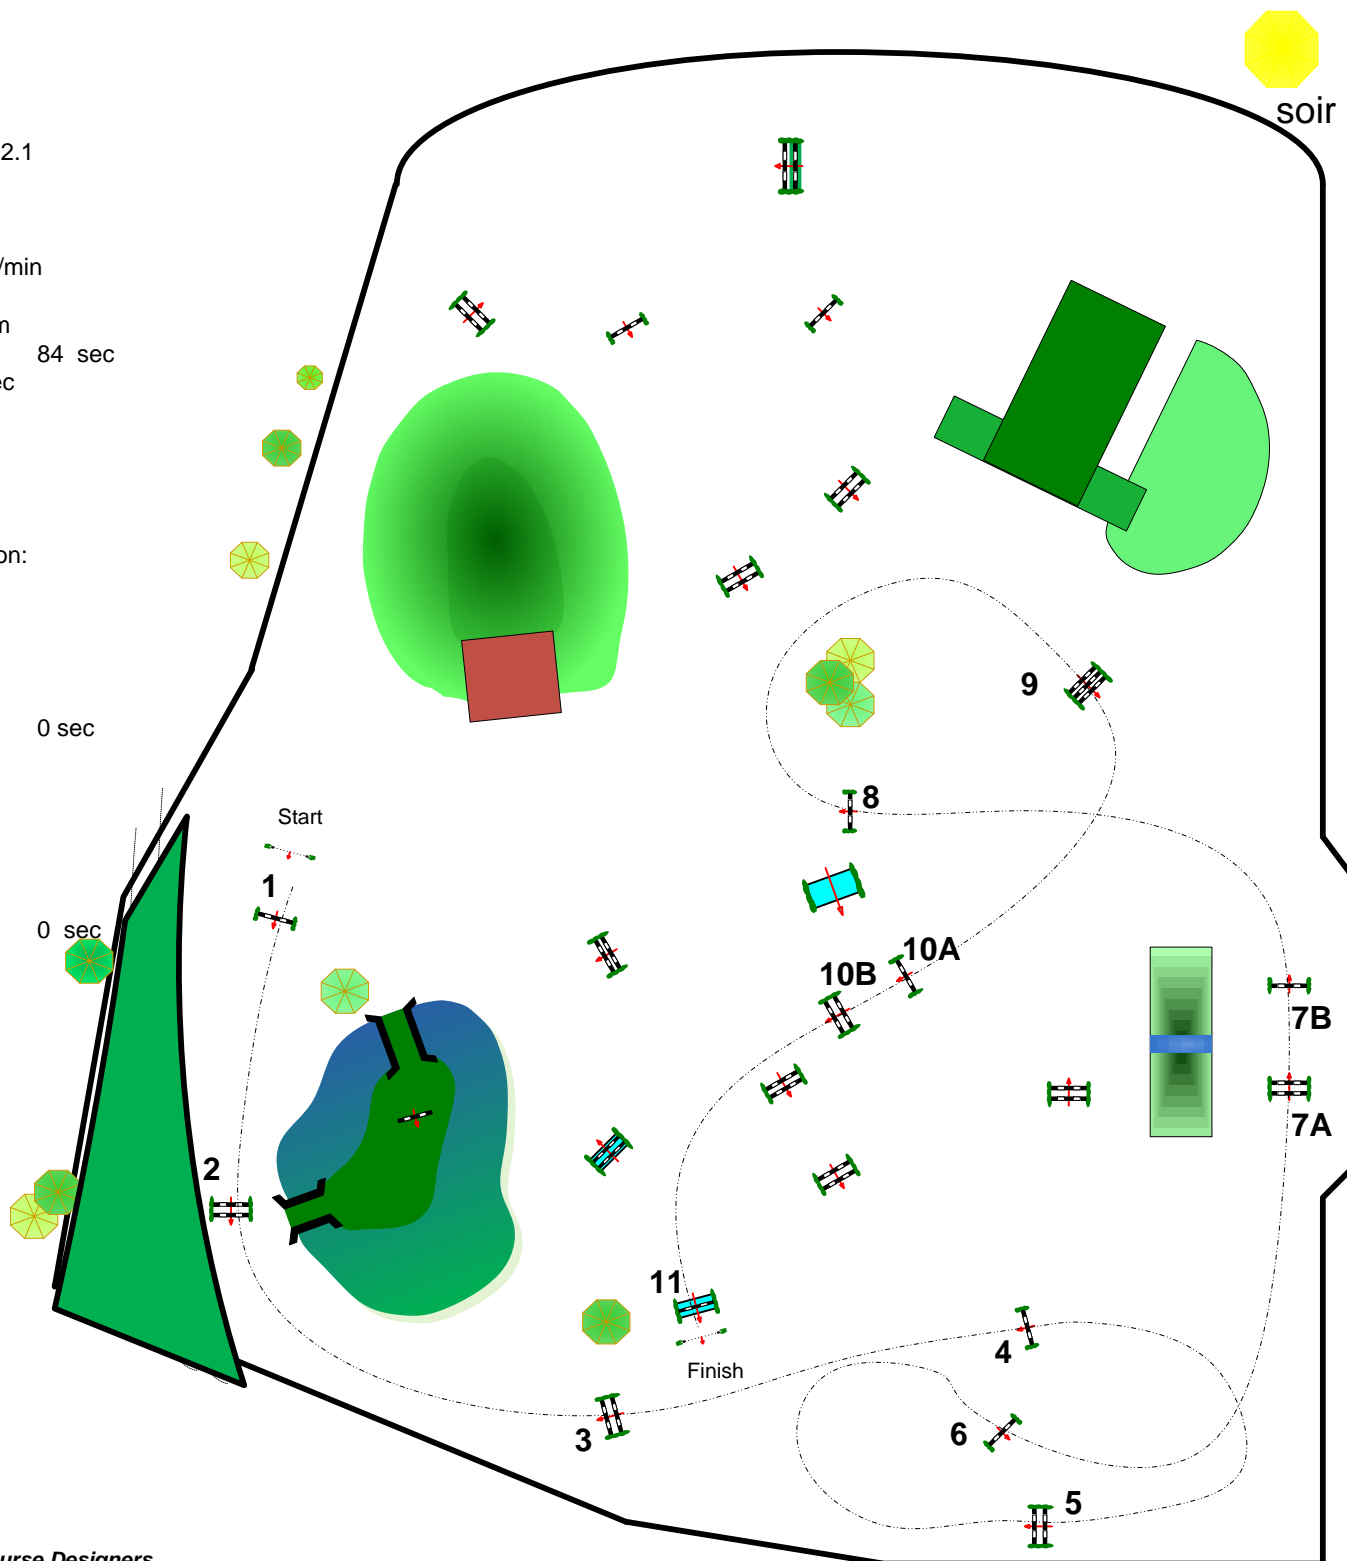 soir
2.1
/min
n
84 sec
ec
on:
9
0 sec
8
Start
1
0 sec
10A
10B
7B
7A
2
11
4
Finish
6
3
5
urse Designers